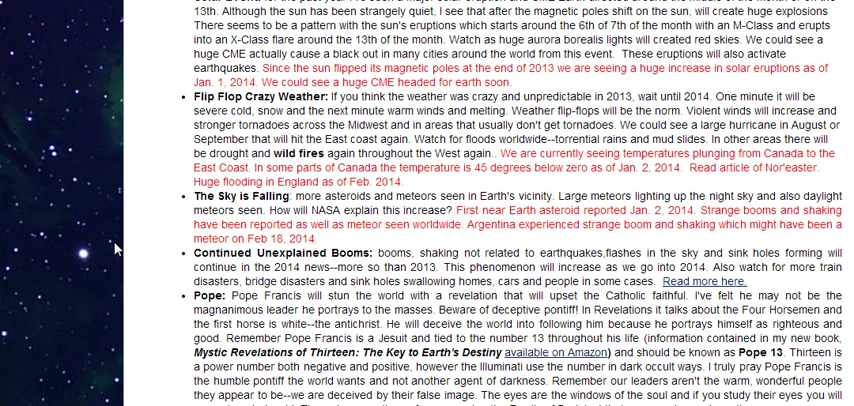 13th. Although the sun has been strangely quiet, I see that after the magnetic poles shift on the sun, will create huge explosions
There seems to be a pattern with the sun's eruptions which starts around the 6th of 7th of the month with an M-Class and erupts
into an X-Class flare around the 13th of the month. Watch as huge aurora borealis lights will created red skies. We could see a
huge CME actually cause a black out in many cities around the world from this event. These eruptions will also activate
earthquakes. Since the sun flipped its magnetic poles at the end of 2013 we are seeing a huge increase in solar eruptions as of
Jan. 1, 2014. We could see a huge CME headed for earth soon.
• Flip Flop Crazy Weather: If you think the weather was crazy and unpredictable in 2013, wait until 2014. One minute it will be
severe cold, snow and the next minute warm winds and melting. Weather flip-flops will be the norm. Violent winds will increase and
stronger tornadoes across the Midwest and in areas that usually don't get tornadoes. We could see a large hurricane in August or
September that will hit the East coast again. Watch for floods worldwide--torrential rains and mud slides. In other areas there will
be drought and wild fires again throughout the West again.. We are currently seeing temperatures plunging from Canada to the
East Coast. In some parts of Canada the temperature is 45 degrees below zero as of Jan. 2, 2014. Read article of Nor'easter.
Huge flooding in England as of Feb. 2014.
• The Sky is Falling: more asteroids and meteors seen in Earth's vicinity. Large meteors lighting up the night sky and also daylight
meteors seen. How will NASA explain this increase? First near Earth asteroid reported Jan. 2, 2014. Strange booms and shaking
have been reported as well as meteor seen worldwide. Argentina experienced strange boom and shaking which might have been a
meteor on Feb 18, 2014.
• Continued Unexplained Booms: booms, shaking not related to earthquakes,flashes in the sky and sink holes forming will
continue in the 2014 news--more so than 2013. This phenomenon will increase as we go into 2014. Also watch for more train
disasters, bridge disasters and sink holes swallowing homes, cars and people in some cases. Read more here.
• Pope: Pope Francis will stun the world with a revelation that will upset the Catholic faithful. I've felt he may not be the
magnanimous leader he portrays to the masses. Beware of deceptive pontiff! In Revelations it talks about the Four Horsemen and
the first horse is white--the antichrist. He will deceive the world into following him because he portrays himself as righteous and
good. Remember Pope Francis is a Jesuit and tied to the number 13 throughout his life (information contained in my new book,
Mystic Revelations of Thirteen: The Key to Earth's Destiny available on Amazon) and should be known as Pope 13. Thirteen is
a power number both negative and positive, however the Illuminati use the number in dark occult ways. I truly pray Pope Francis is
the humble pontiff the world wants and not another agent of darkness. Remember our leaders aren't the warm, wonderful people
they appear to be--we are deceived by their false image. The eyes are the windows of the soul and if you study their eyes you will